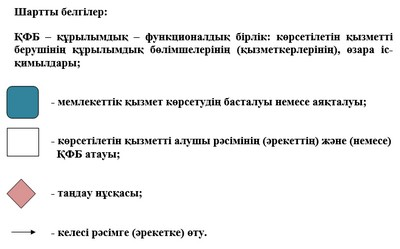 Шартты белгілер:
ҚФБ – құрылымдық – функционалдық бірлік: көрсетілетін қызметті
берушінің құрылымдық бөлімшелерінің (қызметкерлерінің), өзара іс-
қимылдары;
- мемлекеттік қызмет көрсетудің басталуы немесе аяқталуы;
- көрсетілетін қызметті алушы рәсімінің (әрекеттің) және (немесе)
ҚФБ атауы;
- таңдау нұсқасы;
- келесі рәсімге (әрекетке) өту.